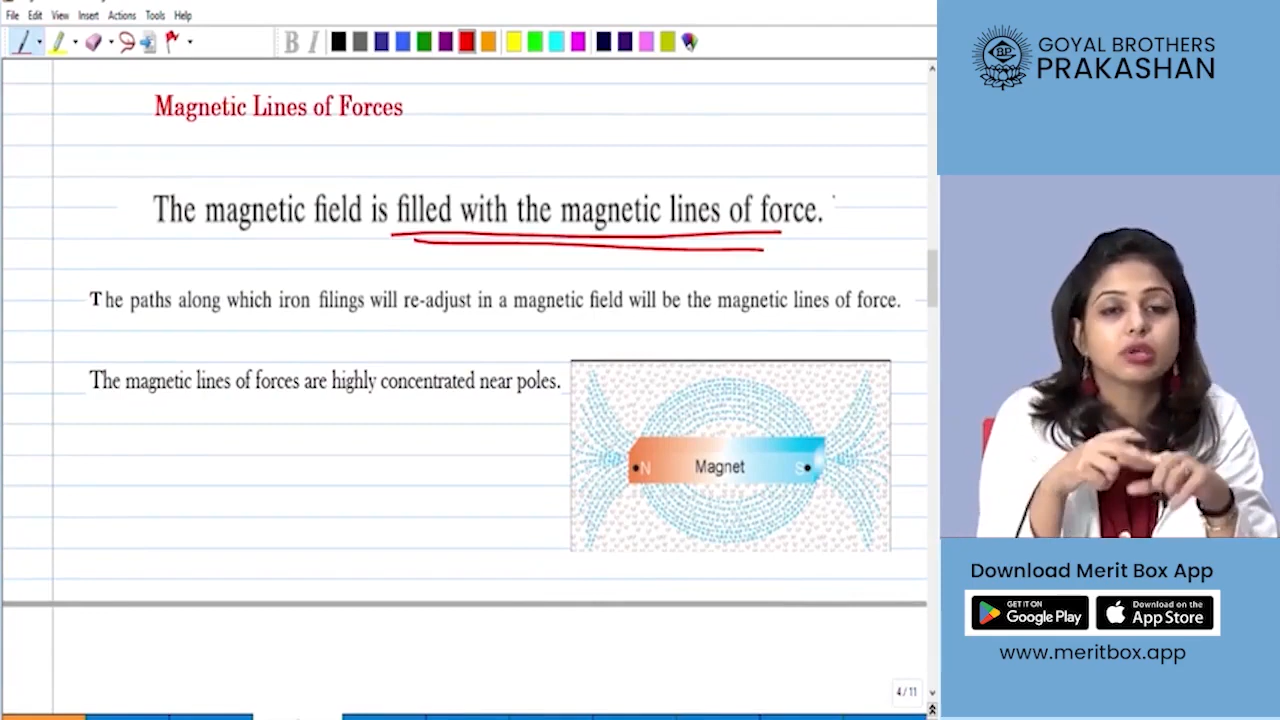 File Edit View Insert Actions Tools Help
B I
GOYAL BROTHERS
PRAKASHAN
GBP
Magnetic Lines of Forces
The magnetic field is filled with the magnetic lines of force.
The paths along which iron filings will re-adjust in a magnetic field will be the magnetic lines of force.
The magnetic lines of forces are highly concentrated near poles.
N Magnet S
Download Merit Box App
GET IT ON
Google Play
Download on the
App Store
www.meritbox.app
4/11